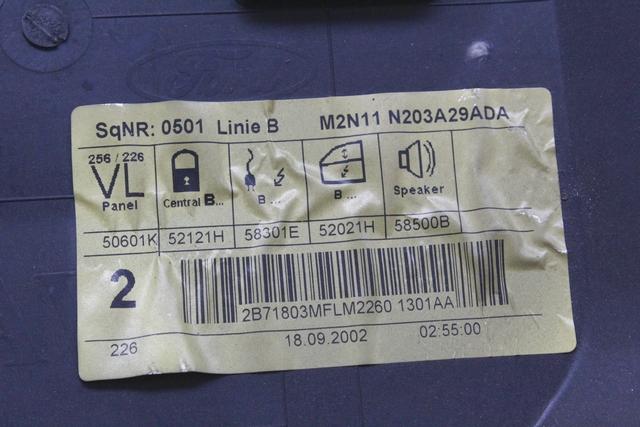 Ford
SqNR: 0501 Linie B M2N11 N203A29ADA
256 / 226
VL
Panel Central B... B ... B ... Speaker
50601K 52121H 58301E 52021H 58500B
2
2B71803MFLM2260 1301AA
226 18.09.2002 02:55:00